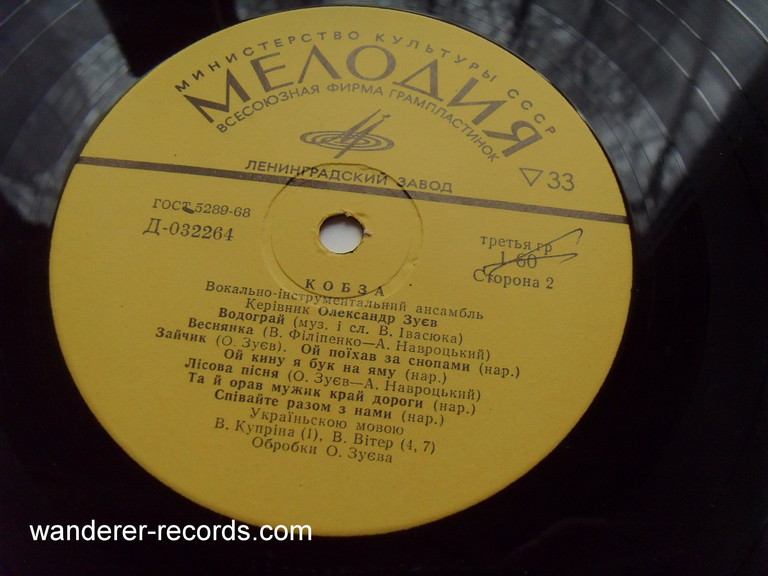 МИНИСТЕРСТВО КУЛЬТУРЫ СССР
МЕЛОДИЯ
ВСЕСОЮЗНАЯ ФИРМА ГРАМПЛАСТИНОК
ЛЕНИНГРАДСКИЙ ЗАВОД
33
ГОСТ 5289-68
Д-032264
третья гр
1-60
Сторона 2
КОБЗА
Вокально-інструментальний ансамбль
Керівник Олександр Зуєв
Водограй (муз. і сл. В. Івасюка)
Веснянка (В. Філіпенко—А. Навроцький)
Зайчик (О. Зуєв). Ой поїхав за снопами (нар.)
Ой кину я бук на яму (нар.)
Лісова пісня (О. Зуєв—А. Навроцький)
Та й орав мужик край дороги (нар.)
Співайте разом з нами (нар.)
Українською мовою
В. Купріна (1), В. Вітер (4, 7)
Обробки О. Зуєва
wanderer-records.com